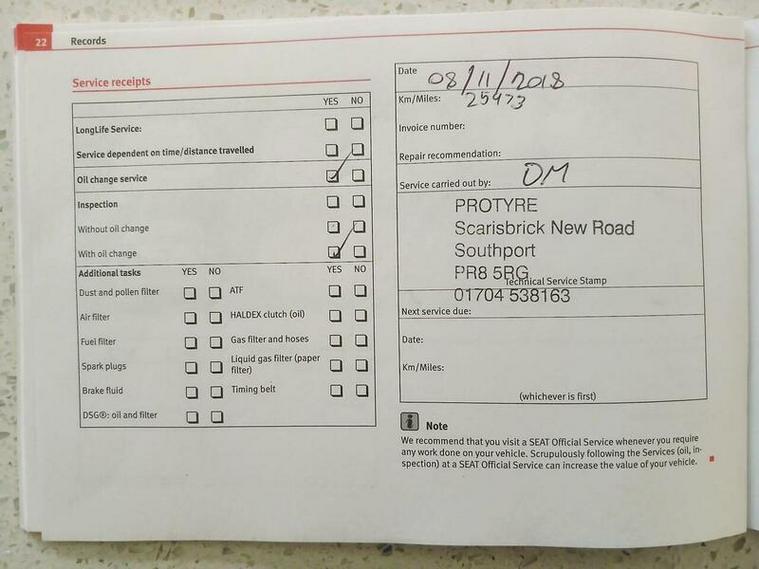 22 Records
Service receipts
YES NO
LongLife Service:
Service dependent on time/distance travelled
Oil change service
Inspection
Without oil change
With oil change
Additional tasks YES NO YES NO
Dust and pollen filter ATF
Air filter HALDEX clutch (oil)
Fuel filter Gas filter and hoses
Spark plugs Liquid gas filter (paper
filter)
Brake fluid Timing belt
DSG®: oil and filter
Date 08/11/2018
Km/Miles: 25473
Invoice number:
Repair recommendation:
Service carried out by: DM
PROTYRE
Scarisbrick New Road
Southport
PR8 5RG
Technical Service Stamp
01704 538163
Next service due:
Date:
Km/Miles:
(whichever is first)
i Note
We recommend that you visit a SEAT Official Service whenever you require
any work done on your vehicle. Scrupulously following the Services (oil, in-
spection) at a SEAT Official Service can increase the value of your vehicle.